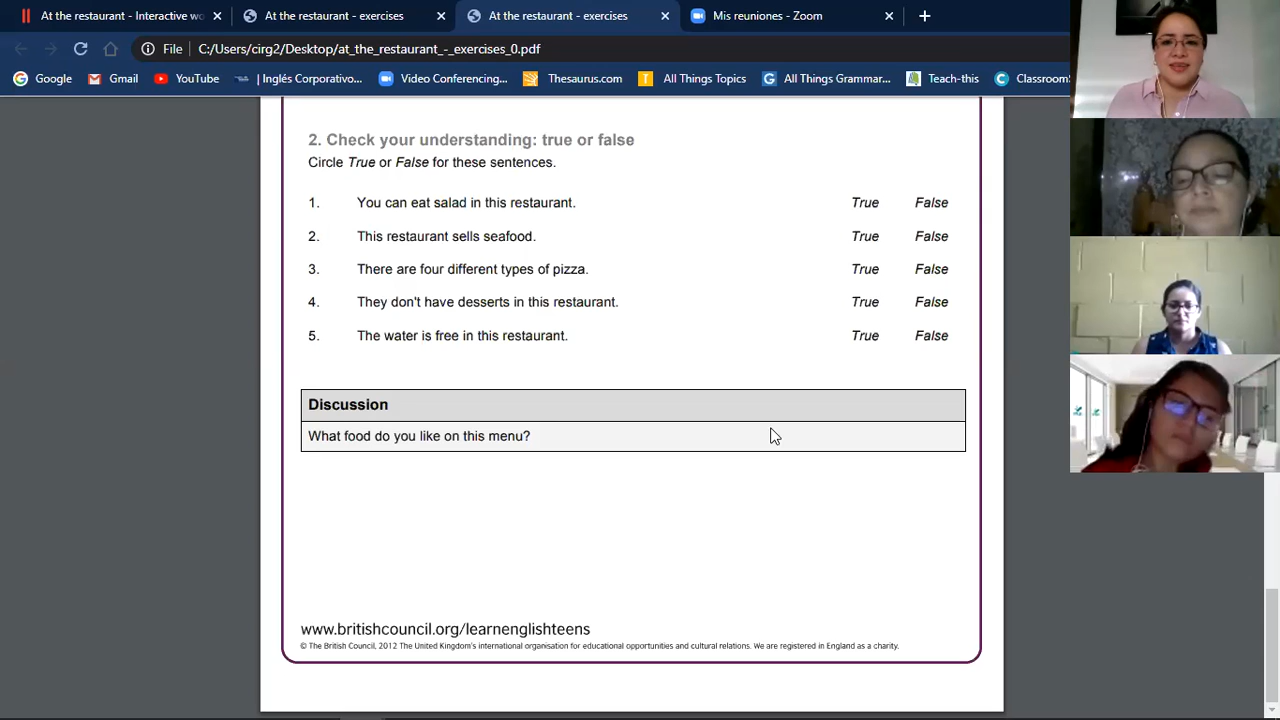 At the restaurant - Interactive wo
At the restaurant - exercises
At the restaurant - exercises
Mis reuniones - Zoom
File
C:/Users/cirg2/Desktop/at_the_restaurant_-_exercises_0.pdf
Google
Gmail
YouTube
| Inglés Corporativo...
Video Conferencing...
Thesaurus.com
All Things Topics
All Things Grammar...
Teach-this
ClassroomS
2. Check your understanding: true or false
Circle True or False for these sentences.
1. You can eat salad in this restaurant. True False
2. This restaurant sells seafood. True False
3. There are four different types of pizza. True False
4. They don't have desserts in this restaurant. True False
5. The water is free in this restaurant. True False
Discussion
What food do you like on this menu?
www.britishcouncil.org/learnenglishteens
© The British Council, 2012 The United Kingdom's international organisation for educational opportunities and cultural relations. We are registered in England as a charity.